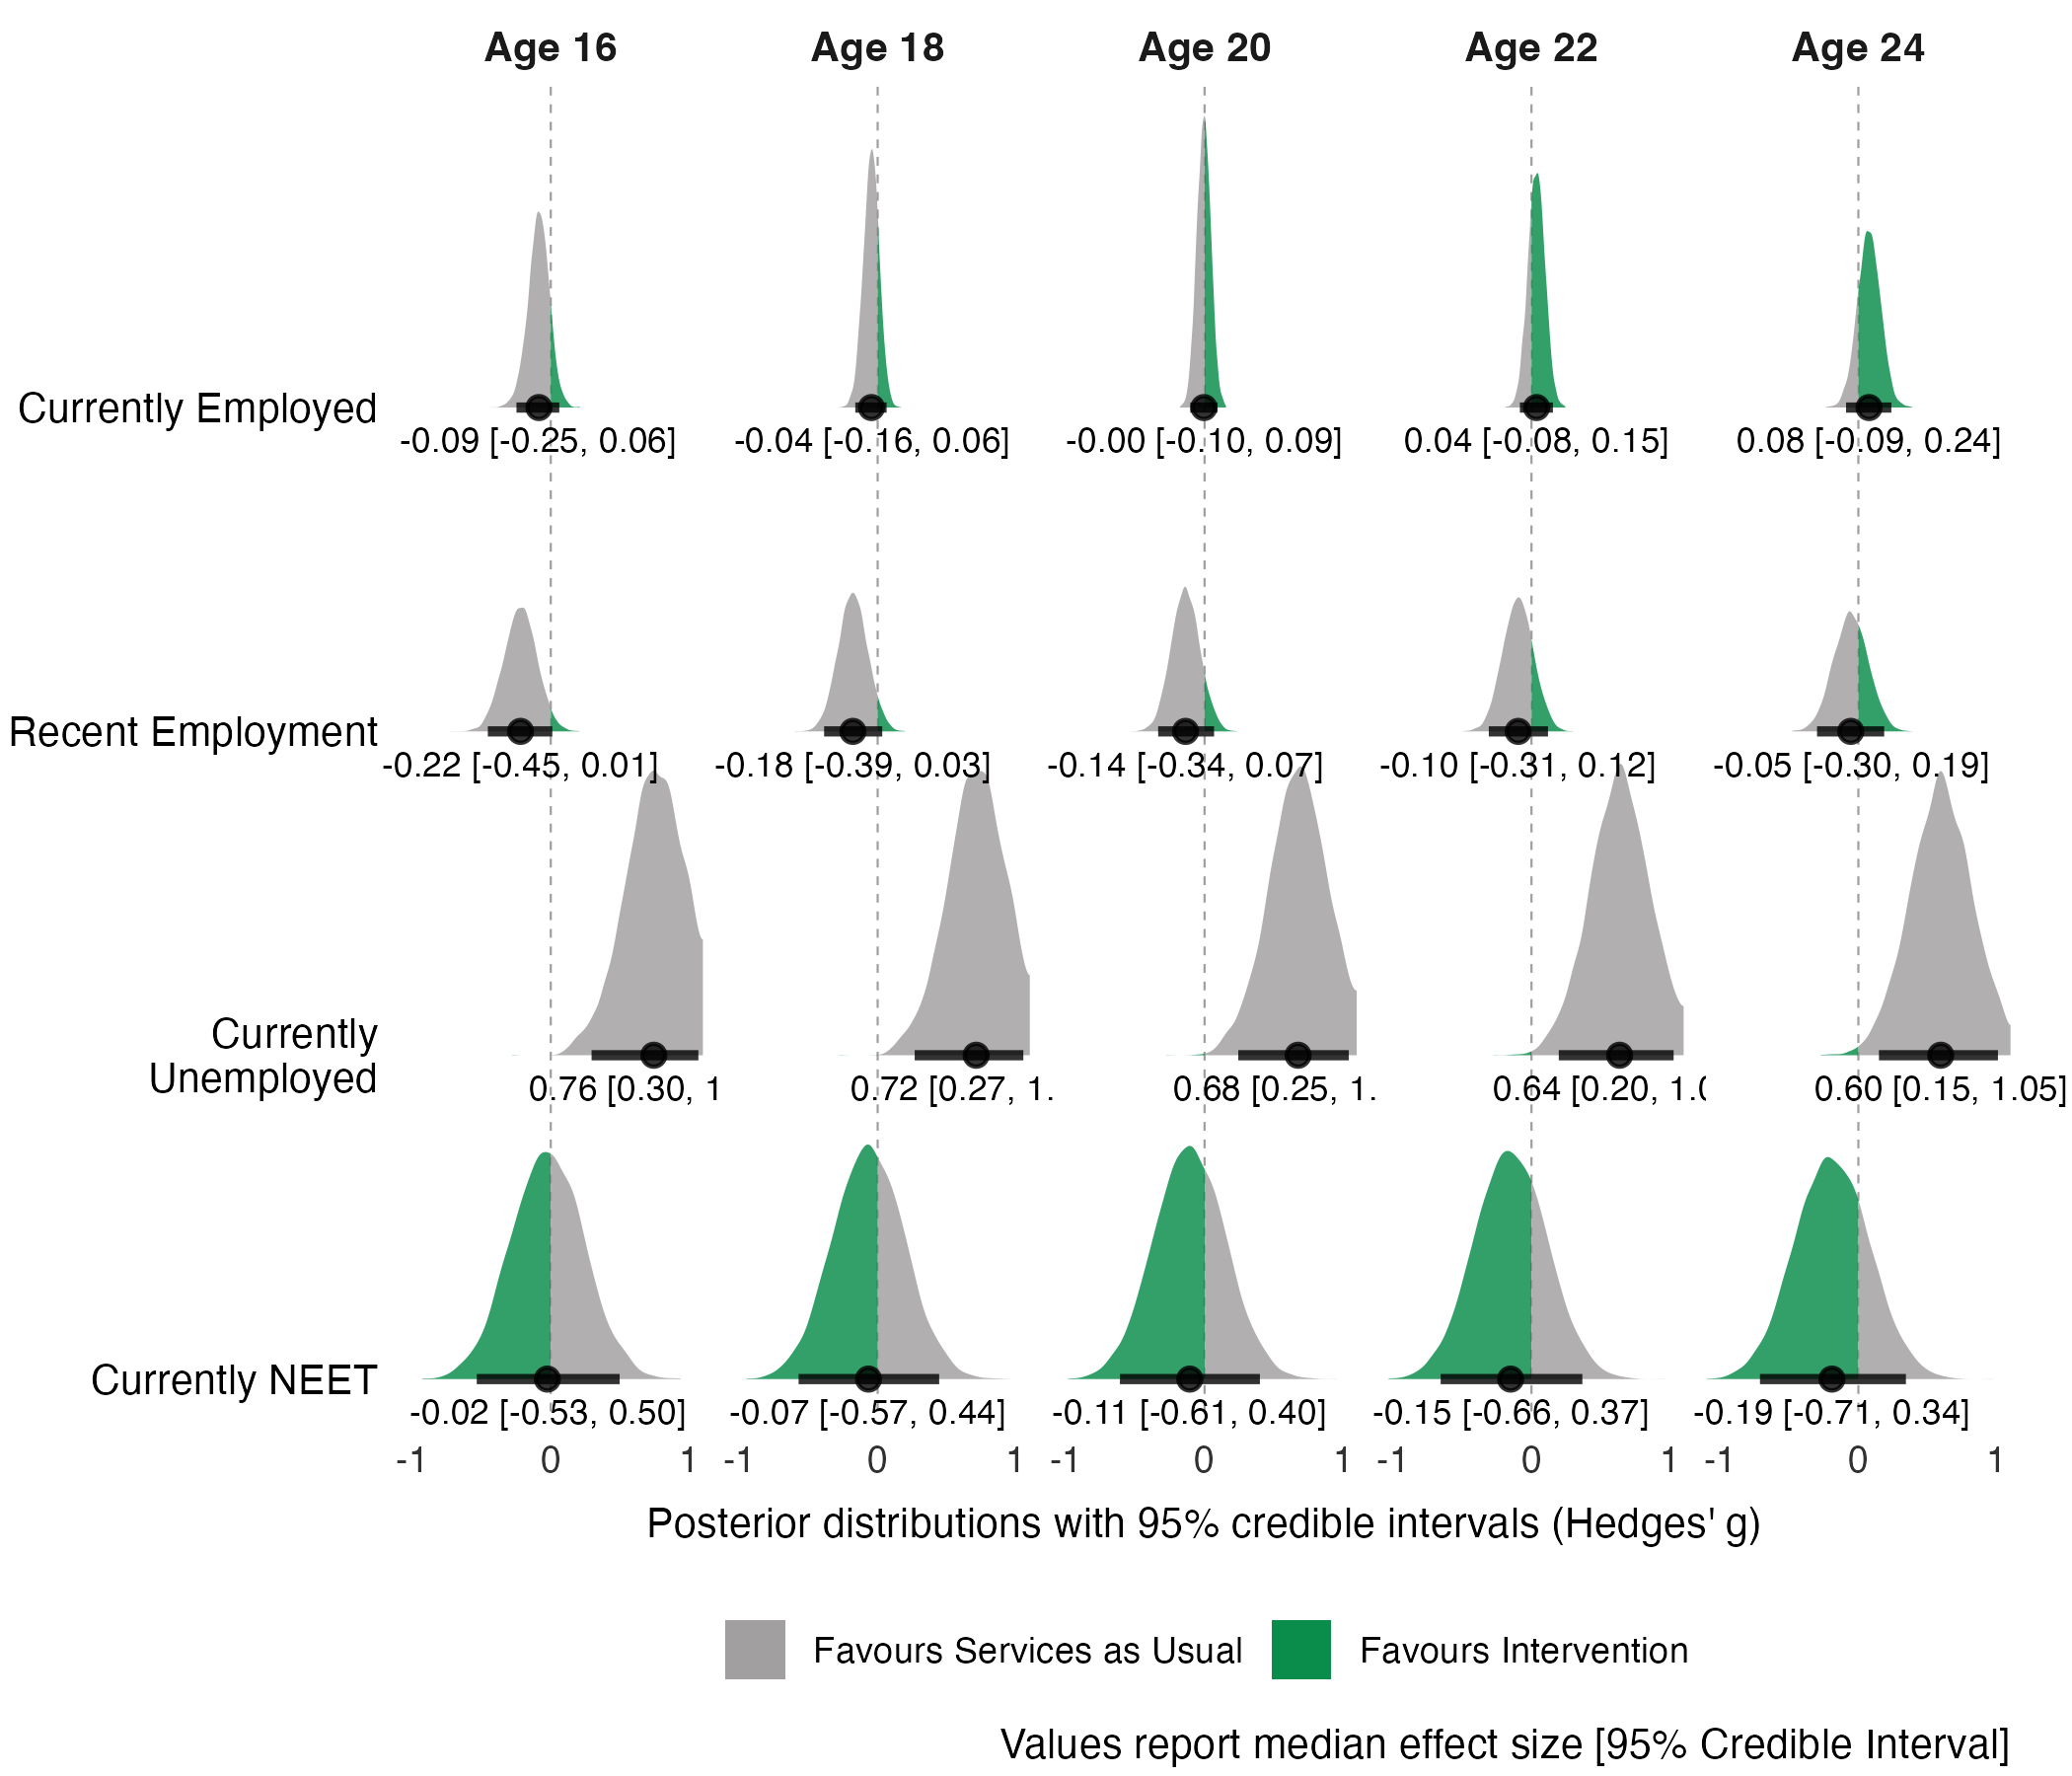 Age 16 Age 18 Age 20 Age 22 Age 24
Currently Employed
-0.09 [-0.25, 0.06] -0.04 [-0.16, 0.06] -0.00 [-0.10, 0.09] 0.04 [-0.08, 0.15] 0.08 [-0.09, 0.24]
Recent Employment
-0.22 [-0.45, 0.01] -0.18 [-0.39, 0.03] -0.14 [-0.34, 0.07] -0.10 [-0.31, 0.12] -0.05 [-0.30, 0.19]
Currently
Unemployed
0.76 [0.30, 1 0.72 [0.27, 1. 0.68 [0.25, 1. 0.64 [0.20, 1. 0.60 [0.15, 1.05]
Currently NEET
-0.02 [-0.53, 0.50] -0.07 [-0.57, 0.44] -0.11 [-0.61, 0.40] -0.15 [-0.66, 0.37] -0.19 [-0.71, 0.34]
-1 0 1 -1 0 1 -1 0 1 -1 0 1 -1 0 1
Posterior distributions with 95% credible intervals (Hedges' g)
Favours Services as Usual Favours Intervention
Values report median effect size [95% Credible Interval]